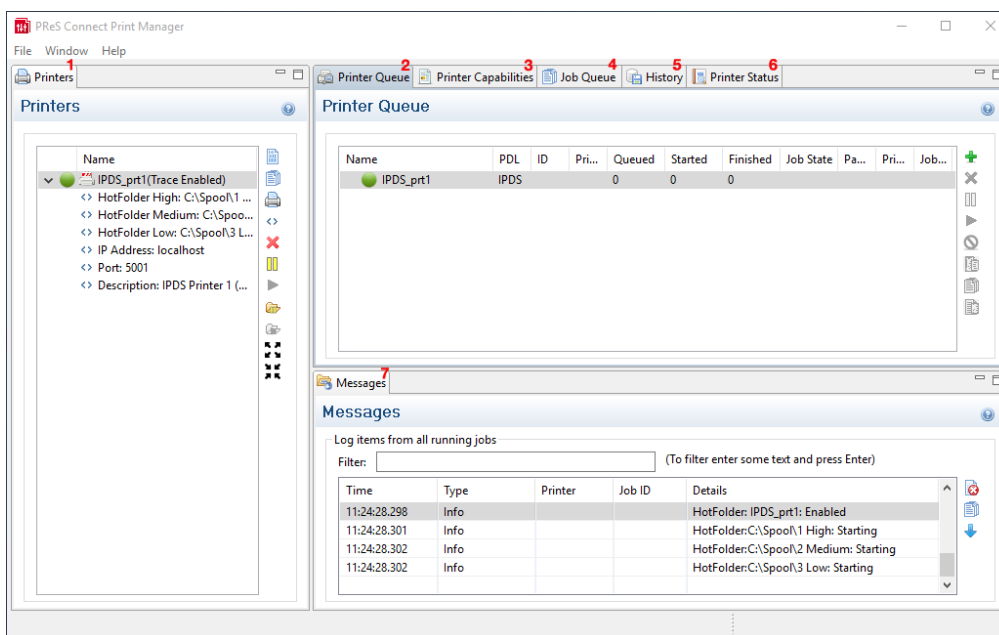 PReS Connect Print Manager
File Window Help
1 2 3 4 5 6
Printers Printer Queue Printer Capabilities Job Queue History Printer Status
Printers
Name
IPDS_prt1(Trace Enabled)
HotFolder High: C:\Spool\1 ...
HotFolder Medium: C:\Spoo...
HotFolder Low: C:\Spool\3 L...
IP Address: localhost
Port: 5001
Description: IPDS Printer 1 (...
Printer Queue
Name PDL ID Pri... Queued Started Finished Job State Pa... Pri... Job...
IPDS_prt1 IPDS 0 0 0
7
Messages
Messages
Log items from all running jobs
Filter: (To filter enter some text and press Enter)
Time Type Printer Job ID Details
11:24:28.298 Info HotFolder: IPDS_prt1: Enabled
11:24:28.301 Info HotFolder:C:\Spool\1 High: Starting
11:24:28.302 Info HotFolder:C:\Spool\2 Medium: Starting
11:24:28.302 Info HotFolder:C:\Spool\3 Low: Starting